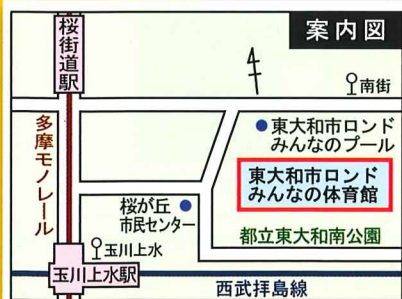 案内図
桜街道駅
南街
多摩モノレール
東大和市ロンド
みんなのプール
東大和市ロンド
みんなの体育館
桜が丘
市民センター
都立東大和南公園
玉川上水
玉川上水駅
西武拝島線